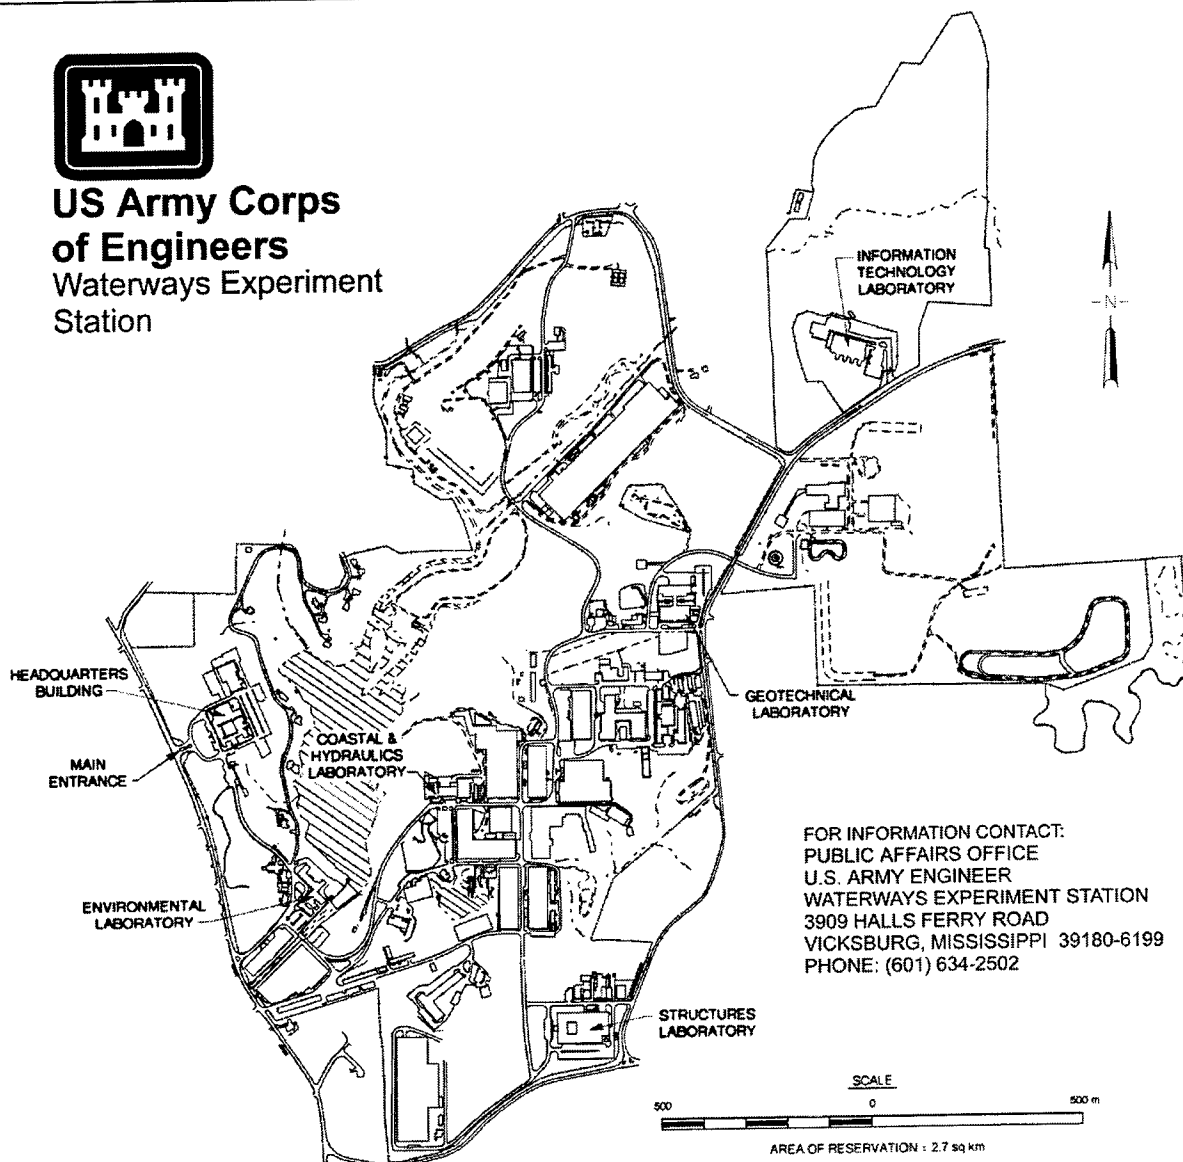 US Army Corps
of Engineers
Waterways Experiment
Station
INFORMATION
TECHNOLOGY
LABORATORY
N
HEADQUARTERS
BUILDING
MAIN
ENTRANCE
COASTAL &
HYDRAULICS
LABORATORY
GEOTECHNICAL
LABORATORY
ENVIRONMENTAL
LABORATORY
STRUCTURES
LABORATORY
FOR INFORMATION CONTACT:
PUBLIC AFFAIRS OFFICE
U.S. ARMY ENGINEER
WATERWAYS EXPERIMENT STATION
3909 HALLS FERRY ROAD
VICKSBURG, MISSISSIPPI 39180-6199
PHONE: (601) 634-2502
SCALE
500 0 500 m
AREA OF RESERVATION : 2.7 sq km